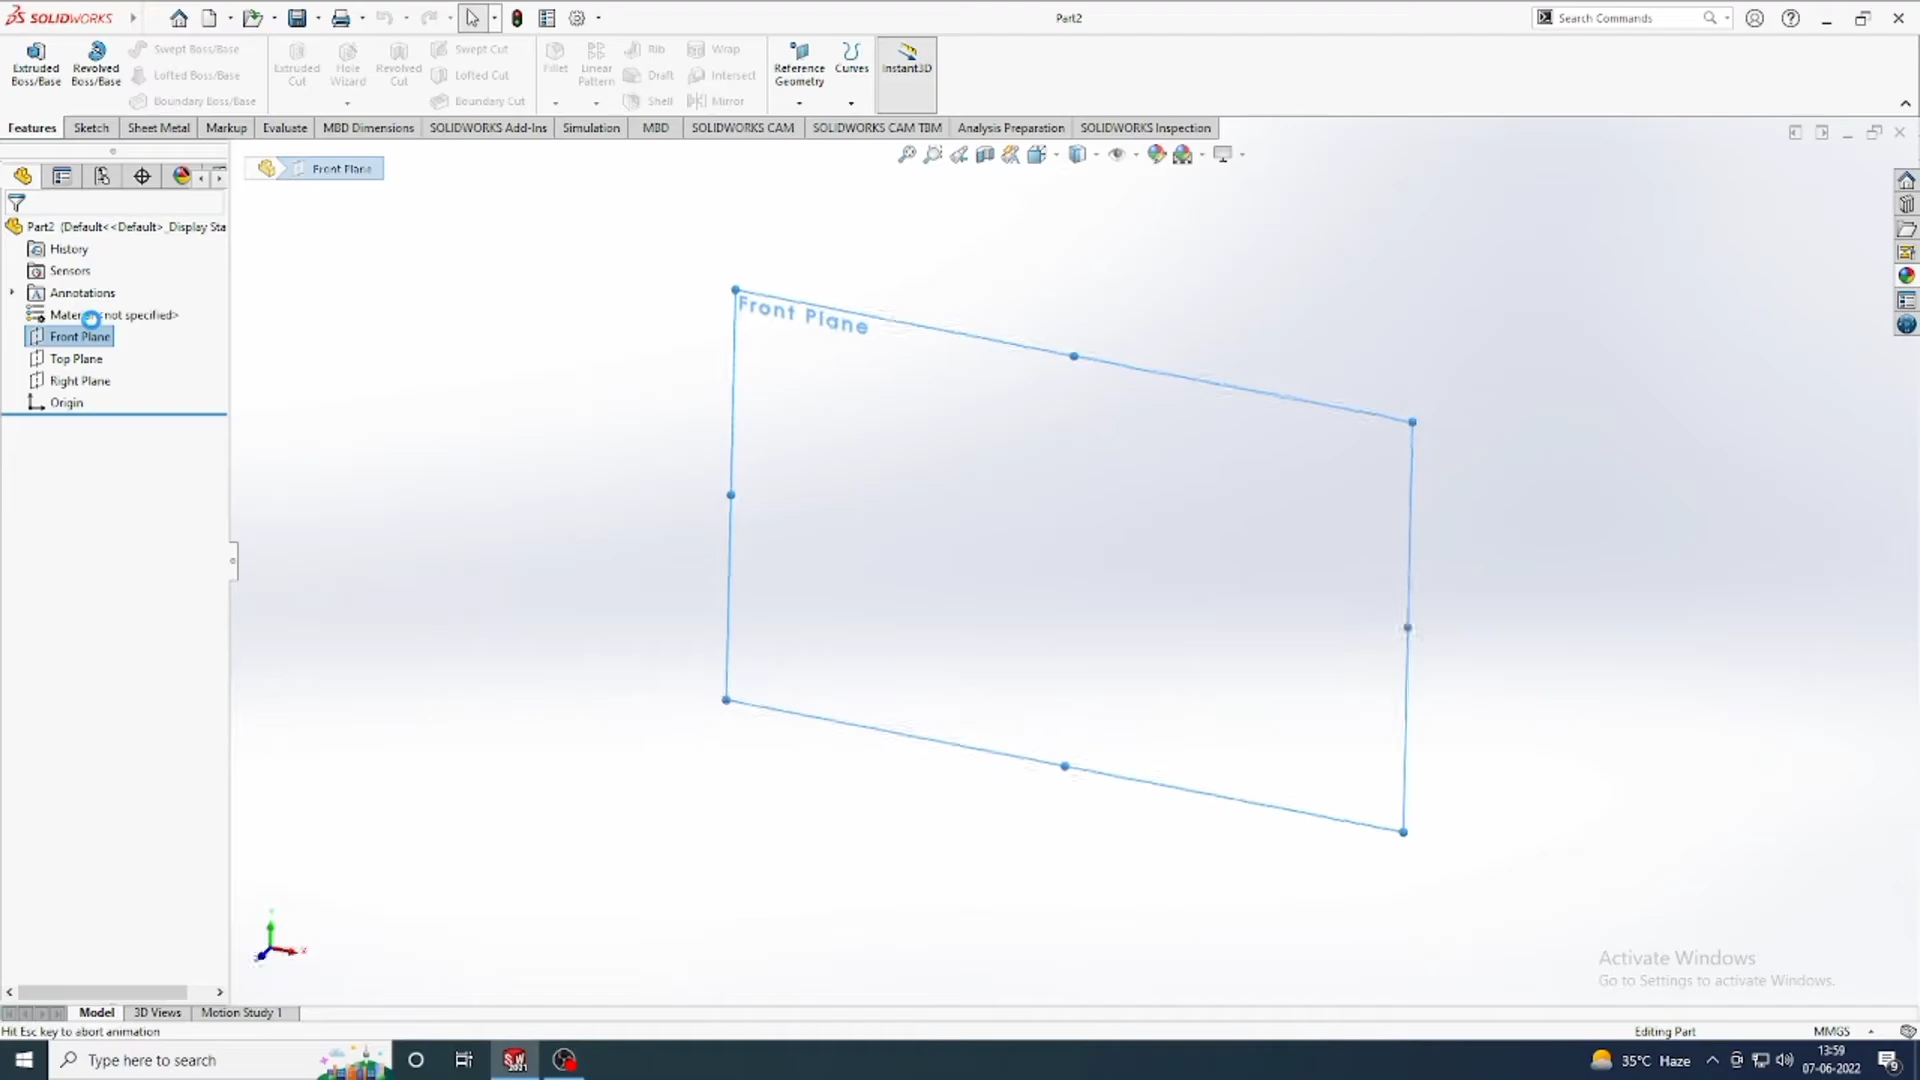 SOLIDWORKS
Part2
Search Commands
Extruded Boss/Base
Revolved Boss/Base
Swept Boss/Base
Lofted Boss/Base
Boundary Boss/Base
Extruded Cut
Hole Wizard
Revolved Cut
Swept Cut
Lofted Cut
Boundary Cut
Fillet
Linear Pattern
Rib
Draft
Shell
Wrap
Intersect
Mirror
Reference Geometry
Curves
Instant3D
Features
Sketch
Sheet Metal
Markup
Evaluate
MBD Dimensions
SOLIDWORKS Add-Ins
Simulation
MBD
SOLIDWORKS CAM
SOLIDWORKS CAM TBM
Analysis Preparation
SOLIDWORKS Inspection
Front Plane
Part2 (Default<<Default>_Display Sta
History
Sensors
Annotations
not specified>
Front Plane
Top Plane
Right Plane
Origin
Front Plane
Activate Windows
Go to Settings to activate Windows.
Model
3D Views
Motion Study 1
Hit Esc key to abort animation
Editing Part
MMGS
Type here to search
35°C Haze
13:59
07-06-2022